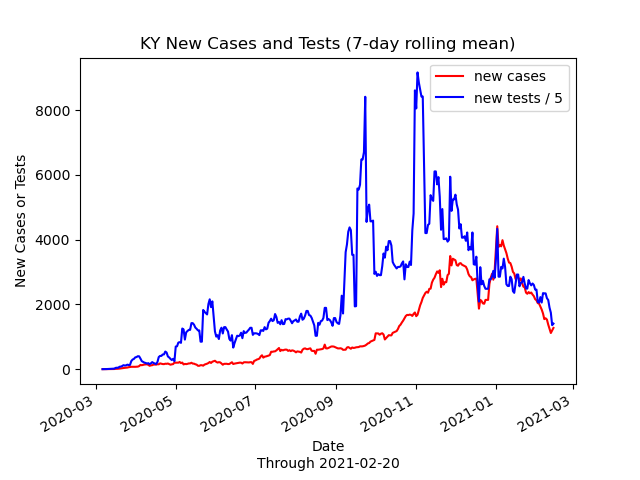 KY New Cases and Tests (7-day rolling mean)
new cases
new tests / 5
New Cases or Tests
8000
6000
4000
2000
0
2020-03
2020-05
2020-07
2020-09
2020-11
2021-01
2021-03
Date
Through 2021-02-20